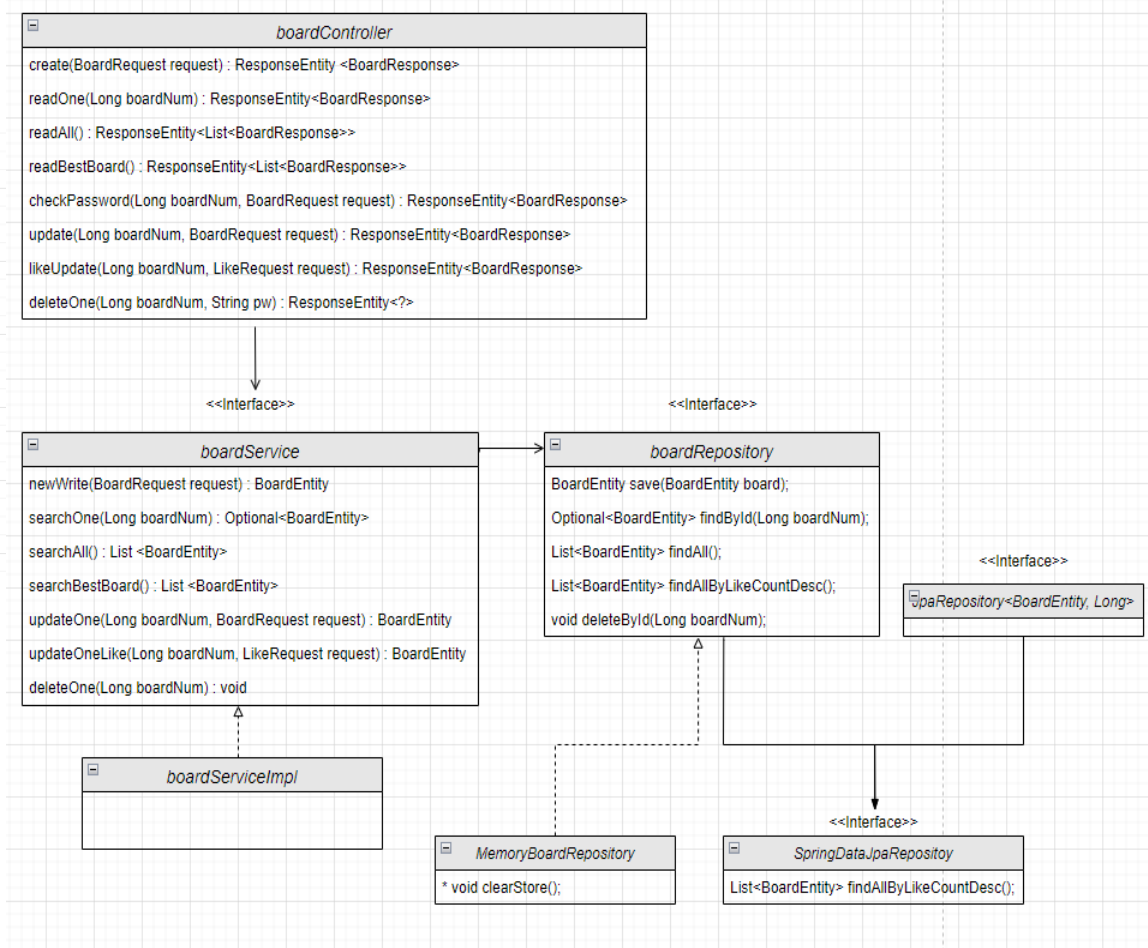 boardController
create(BoardRequest request) : ResponseEntity <BoardResponse>
readOne(Long boardNum) : ResponseEntity<BoardResponse>
readAll() : ResponseEntity<List<BoardResponse>>
readBestBoard() : ResponseEntity<List<BoardResponse>>
checkPassword(Long boardNum, BoardRequest request) : ResponseEntity<BoardResponse>
update(Long boardNum, BoardRequest request) : ResponseEntity<BoardResponse>
likeUpdate(Long boardNum, LikeRequest request) : ResponseEntity<BoardResponse>
deleteOne(Long boardNum, String pw) : ResponseEntity<?>
<<Interface>>
boardService
newWrite(BoardRequest request) : BoardEntity
searchOne(Long boardNum) : Optional<BoardEntity>
searchAll() : List <BoardEntity>
searchBestBoard() : List <BoardEntity>
updateOne(Long boardNum, BoardRequest request) : BoardEntity
updateOneLike(Long boardNum, LikeRequest request) : BoardEntity
deleteOne(Long boardNum) : void
<<Interface>>
boardRepository
BoardEntity save(BoardEntity board);
Optional<BoardEntity> findById(Long boardNum);
List<BoardEntity> findAll();
List<BoardEntity> findAllByLikeCountDesc();
void deleteById(Long boardNum);
<<Interface>>
JpaRepository<BoardEntity, Long>
boardServiceImpl
MemoryBoardRepository
* void clearStore();
<<Interface>>
SpringDataJpaRepositoy
List<BoardEntity> findAllByLikeCountDesc();